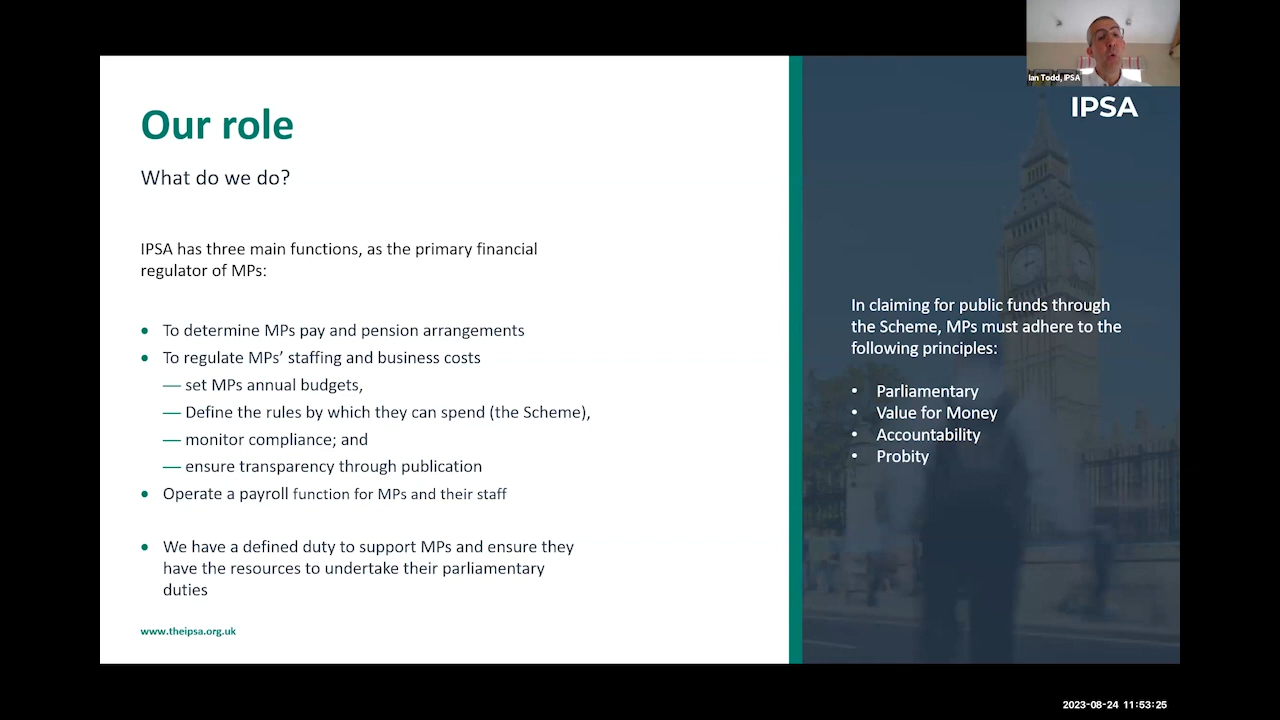 Ian Todd, IPSA
IPSA
Our role
What do we do?
IPSA has three main functions, as the primary financial
regulator of MPs:
• To determine MPs pay and pension arrangements
• To regulate MPs’ staffing and business costs
— set MPs annual budgets,
— Define the rules by which they can spend (the Scheme),
— monitor compliance; and
— ensure transparency through publication
• Operate a payroll function for MPs and their staff
• We have a defined duty to support MPs and ensure they
have the resources to undertake their parliamentary
duties
www.theipsa.org.uk
In claiming for public funds through
the Scheme, MPs must adhere to the
following principles:
• Parliamentary
• Value for Money
• Accountability
• Probity
2023-08-24 11:53:25